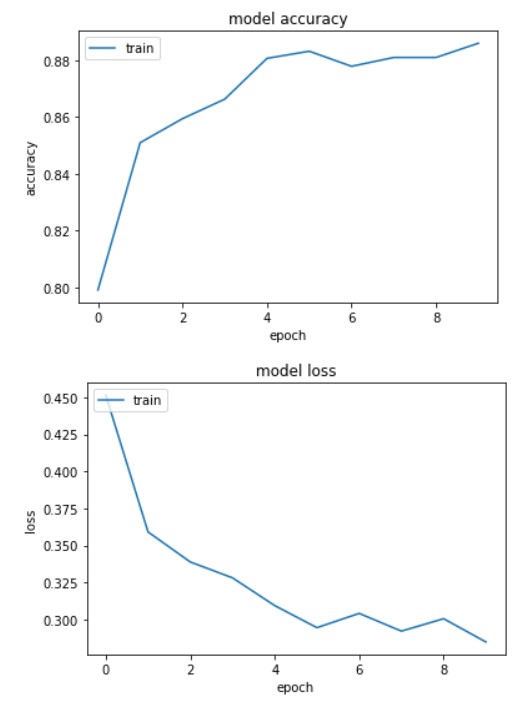 model accuracy
train
0.88
0.86
0.84
0.82
0.80
accuracy
0 2 4 6 8
epoch
model loss
train
0.450
0.425
0.400
0.375
0.350
0.325
0.300
loss
0 2 4 6 8
epoch